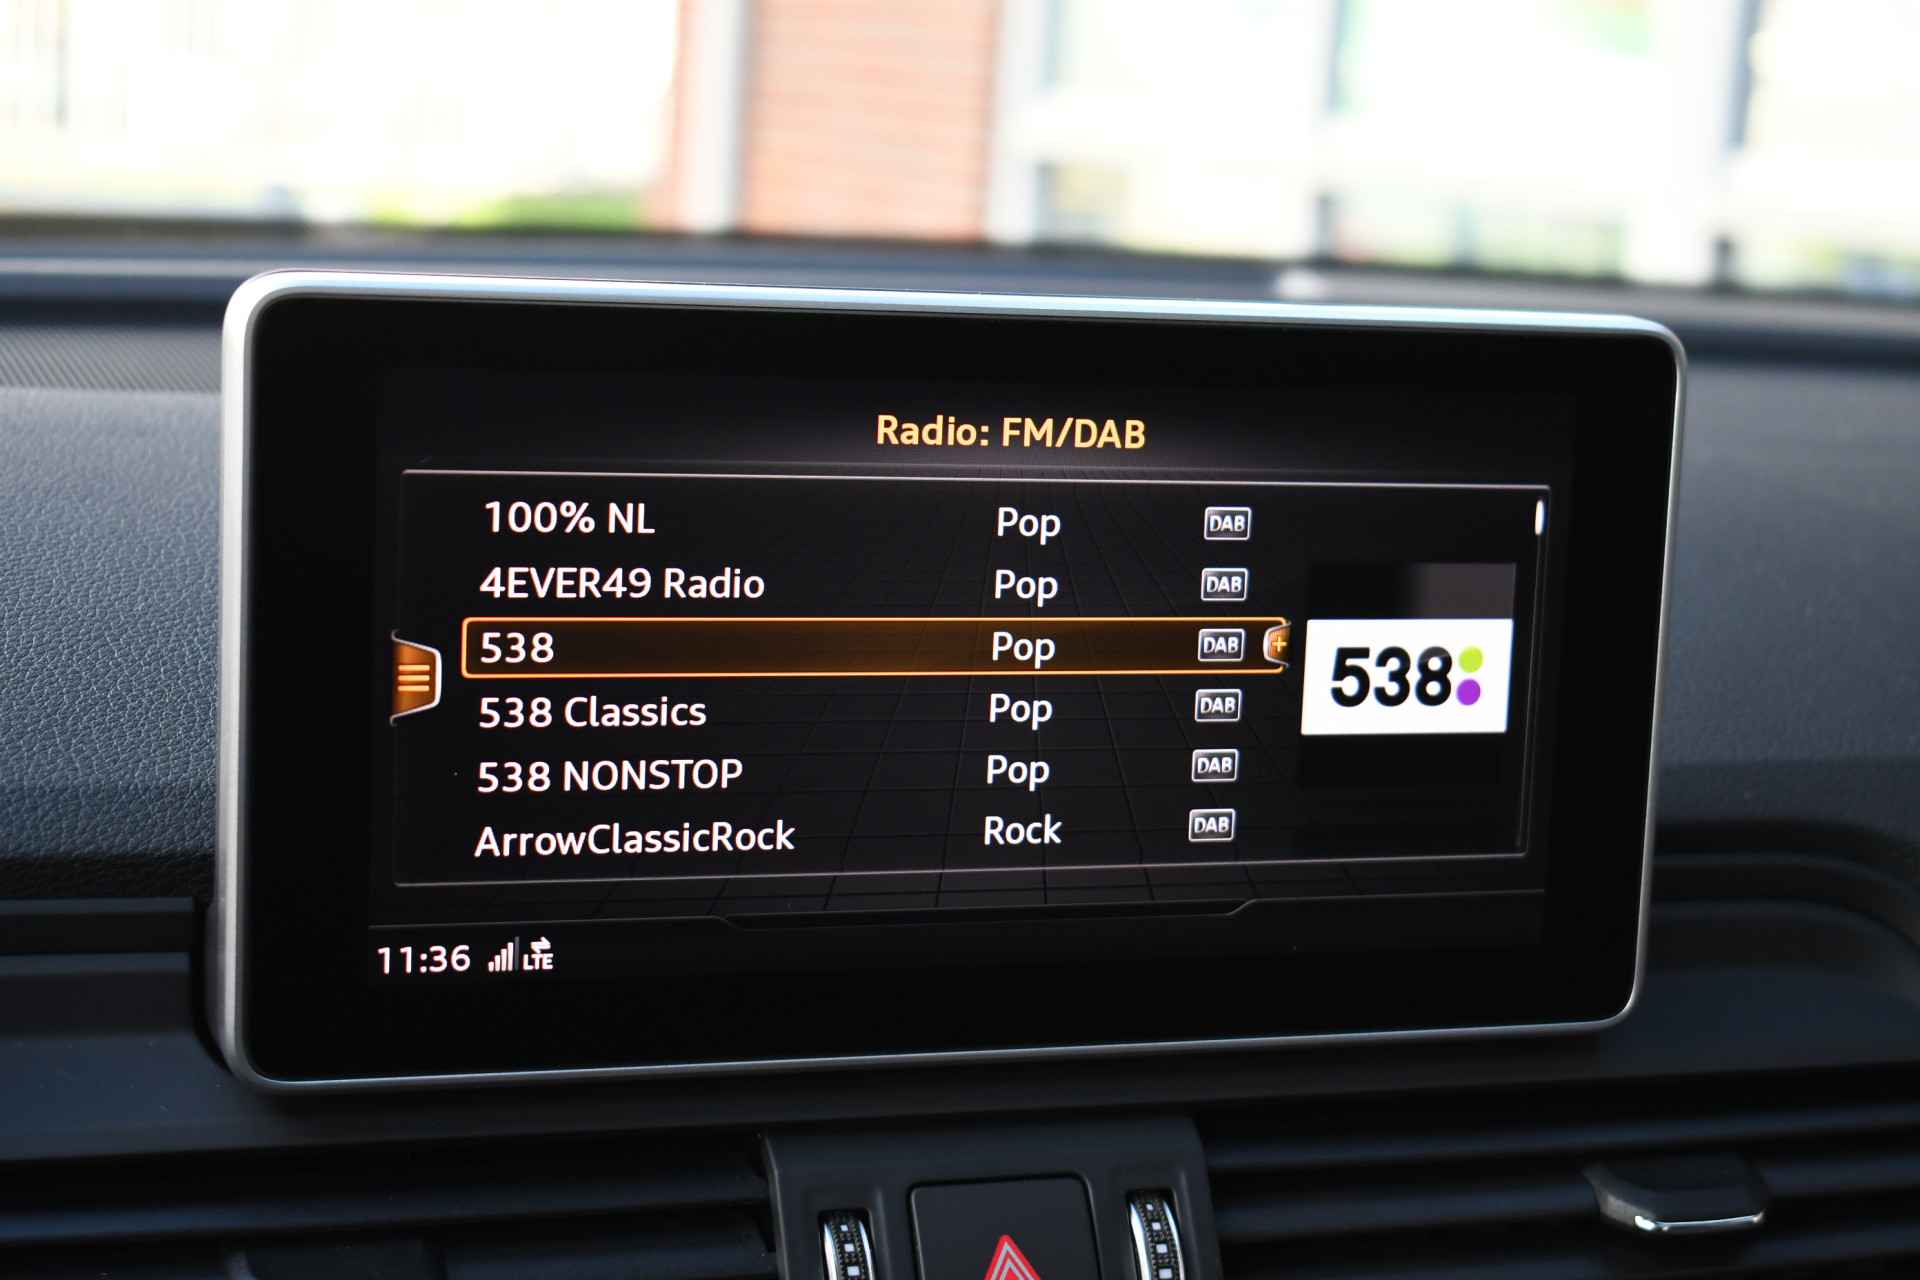 Radio: FM/DAB
100% NL Pop DAB
4EVER49 Radio Pop DAB
538 Pop DAB +
538
538 Classics Pop DAB
538 NONSTOP Pop DAB
ArrowClassicRock Rock DAB
11:36 LTE